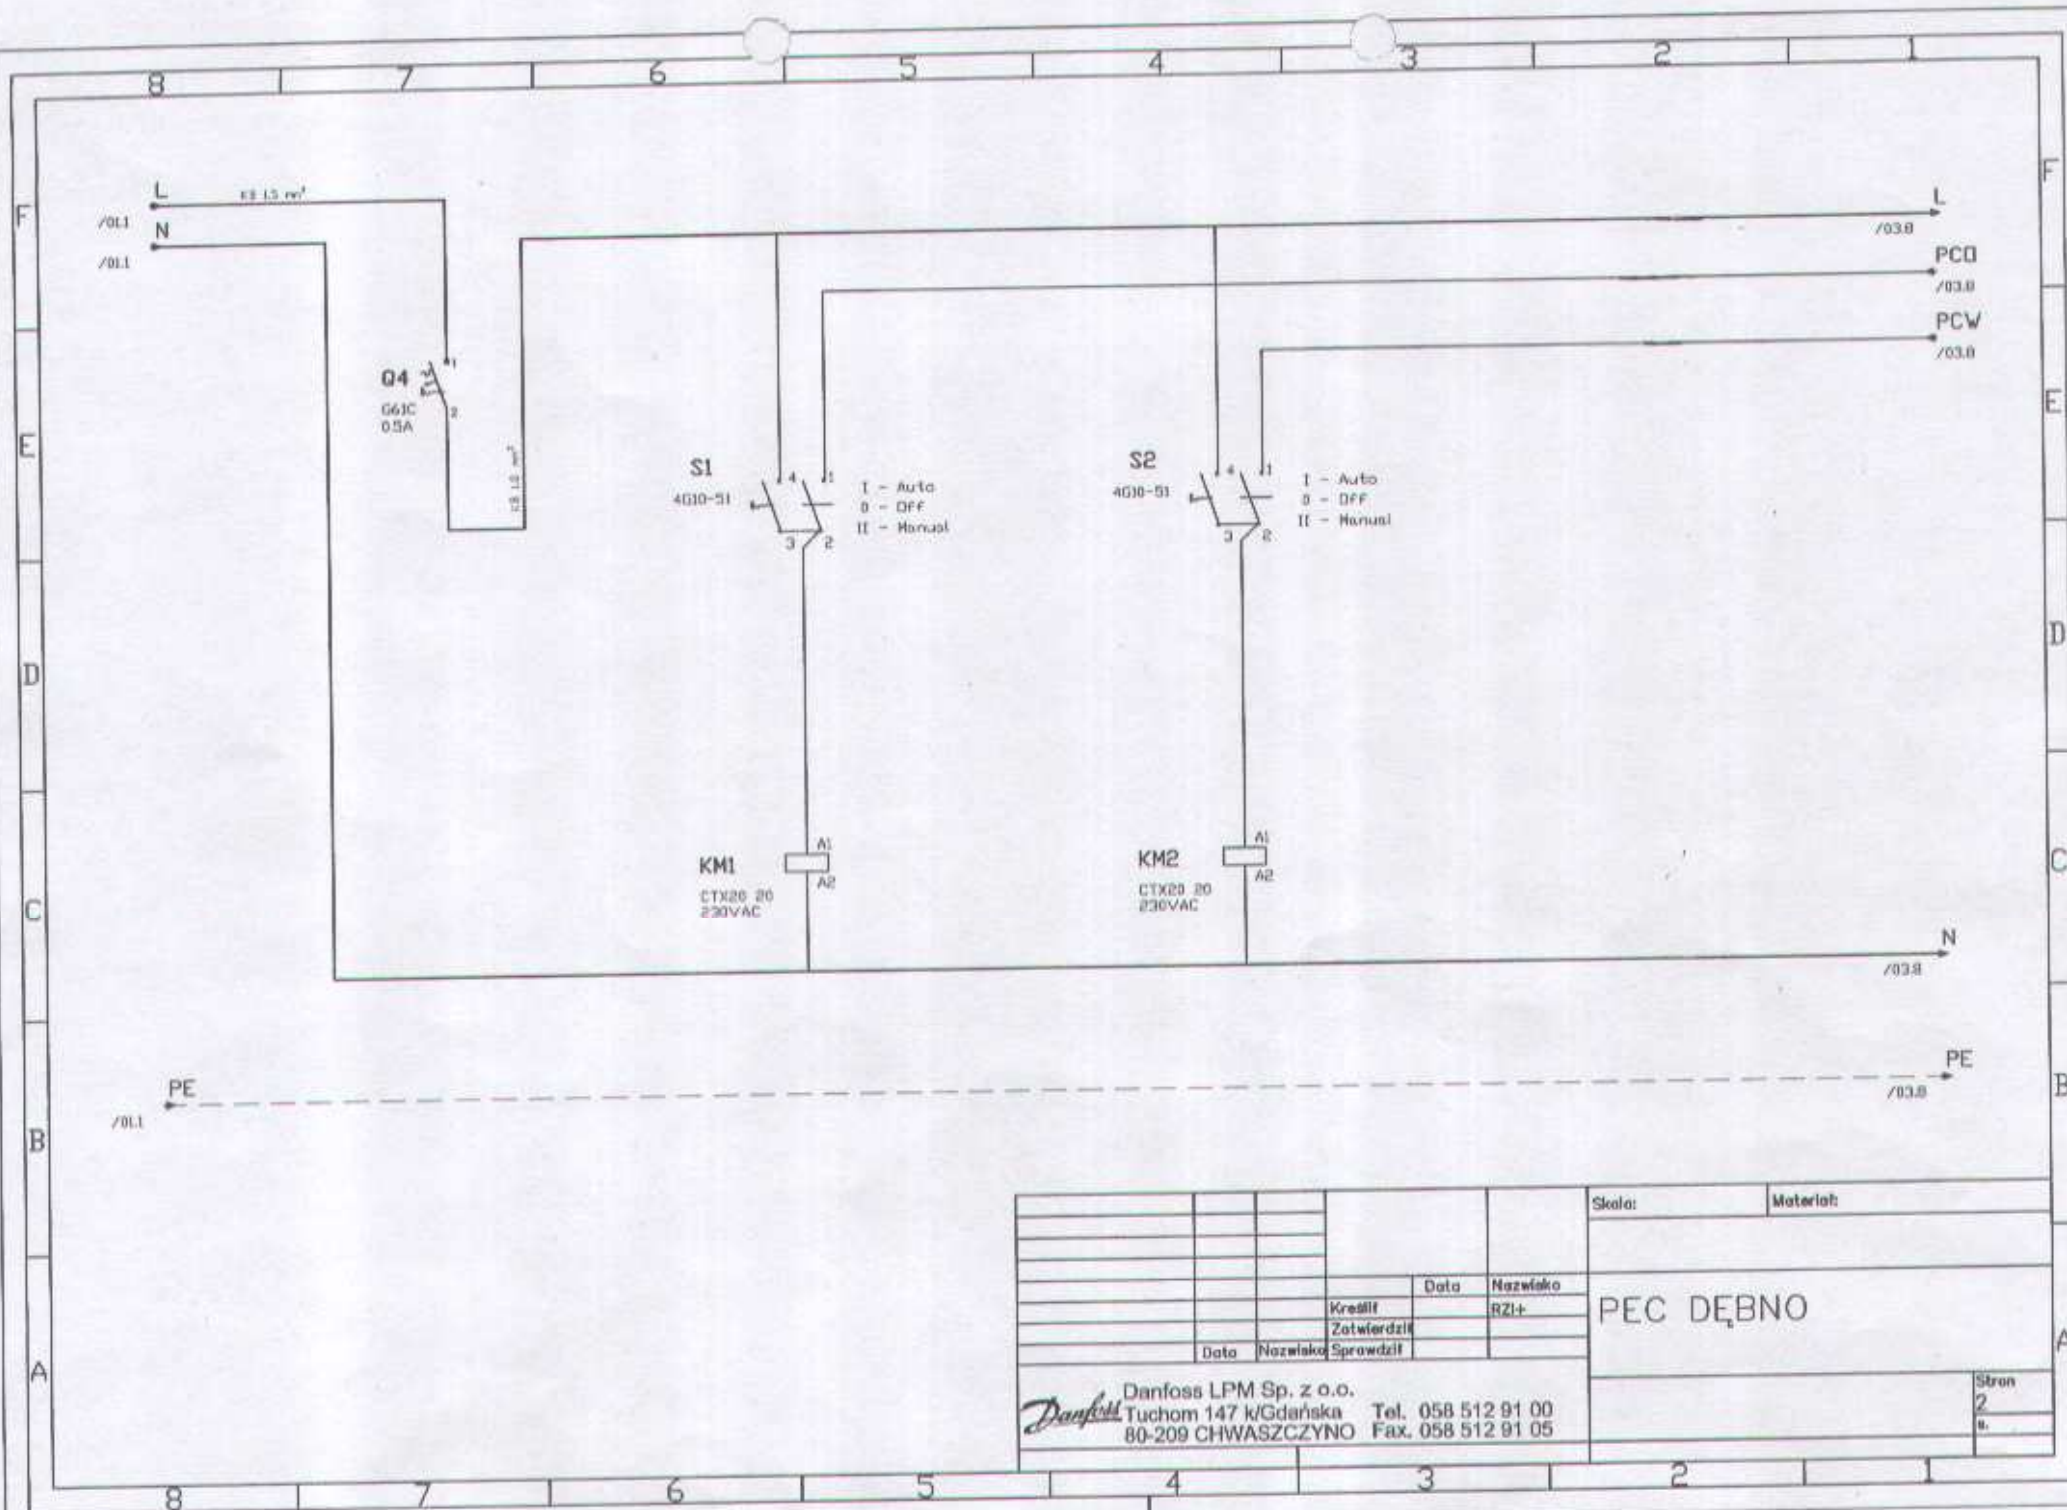 8 7 6 5 4 3 2 1
F F
L
/01.1
N
/01.1
L
/03.8
PCO
/03.8
PCW
/03.8
E E
Q4
G61C
0.5A
1
2
S1
4G10-51
4 1
3 2
I - Auto
0 - Off
II - Manual
S2
4G10-51
4 1
3 2
I - Auto
0 - Off
II - Manual
D D
C C
KM1
CTX20 20
230VAC
A1
A2
KM2
CTX20 20
230VAC
A1
A2
N
/03.8
B B
PE
/01.1
PE
/03.8
A A
Skala: Materiał:
Data Nazwisko
Kreślił RZI+
Zatwierdził
Data Nazwisko Sprawdził
PEC DĘBNO
Stron
2
Danfoss
Danfoss LPM Sp. z o.o.
Tuchom 147 k/Gdańska Tel. 058 512 91 00
80-209 CHWASZCZYNO Fax. 058 512 91 05
8 7 6 5 4 3 2 1